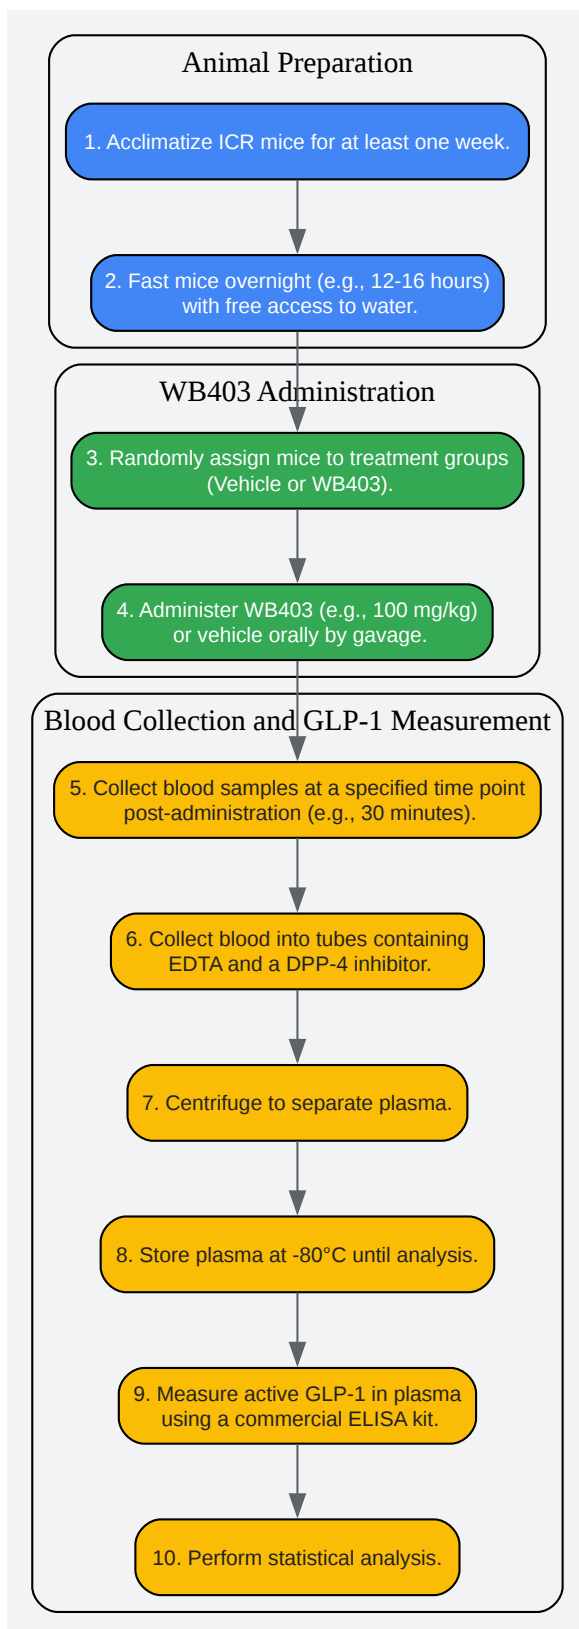 Animal Preparation
1. Acclimatize ICR mice for at least one week.
2. Fast mice overnight (e.g., 12-16 hours)
with free access to water.
WB403 Administration
3. Randomly assign mice to treatment groups
(Vehicle or WB403).
4. Administer WB403 (e.g., 100 mg/kg)
or vehicle orally by gavage.
Blood Collection and GLP-1 Measurement
5. Collect blood samples at a specified time point
post-administration (e.g., 30 minutes).
6. Collect blood into tubes containing
EDTA and a DPP-4 inhibitor.
7. Centrifuge to separate plasma.
8. Store plasma at -80°C until analysis.
9. Measure active GLP-1 in plasma
using a commercial ELISA kit.
10. Perform statistical analysis.